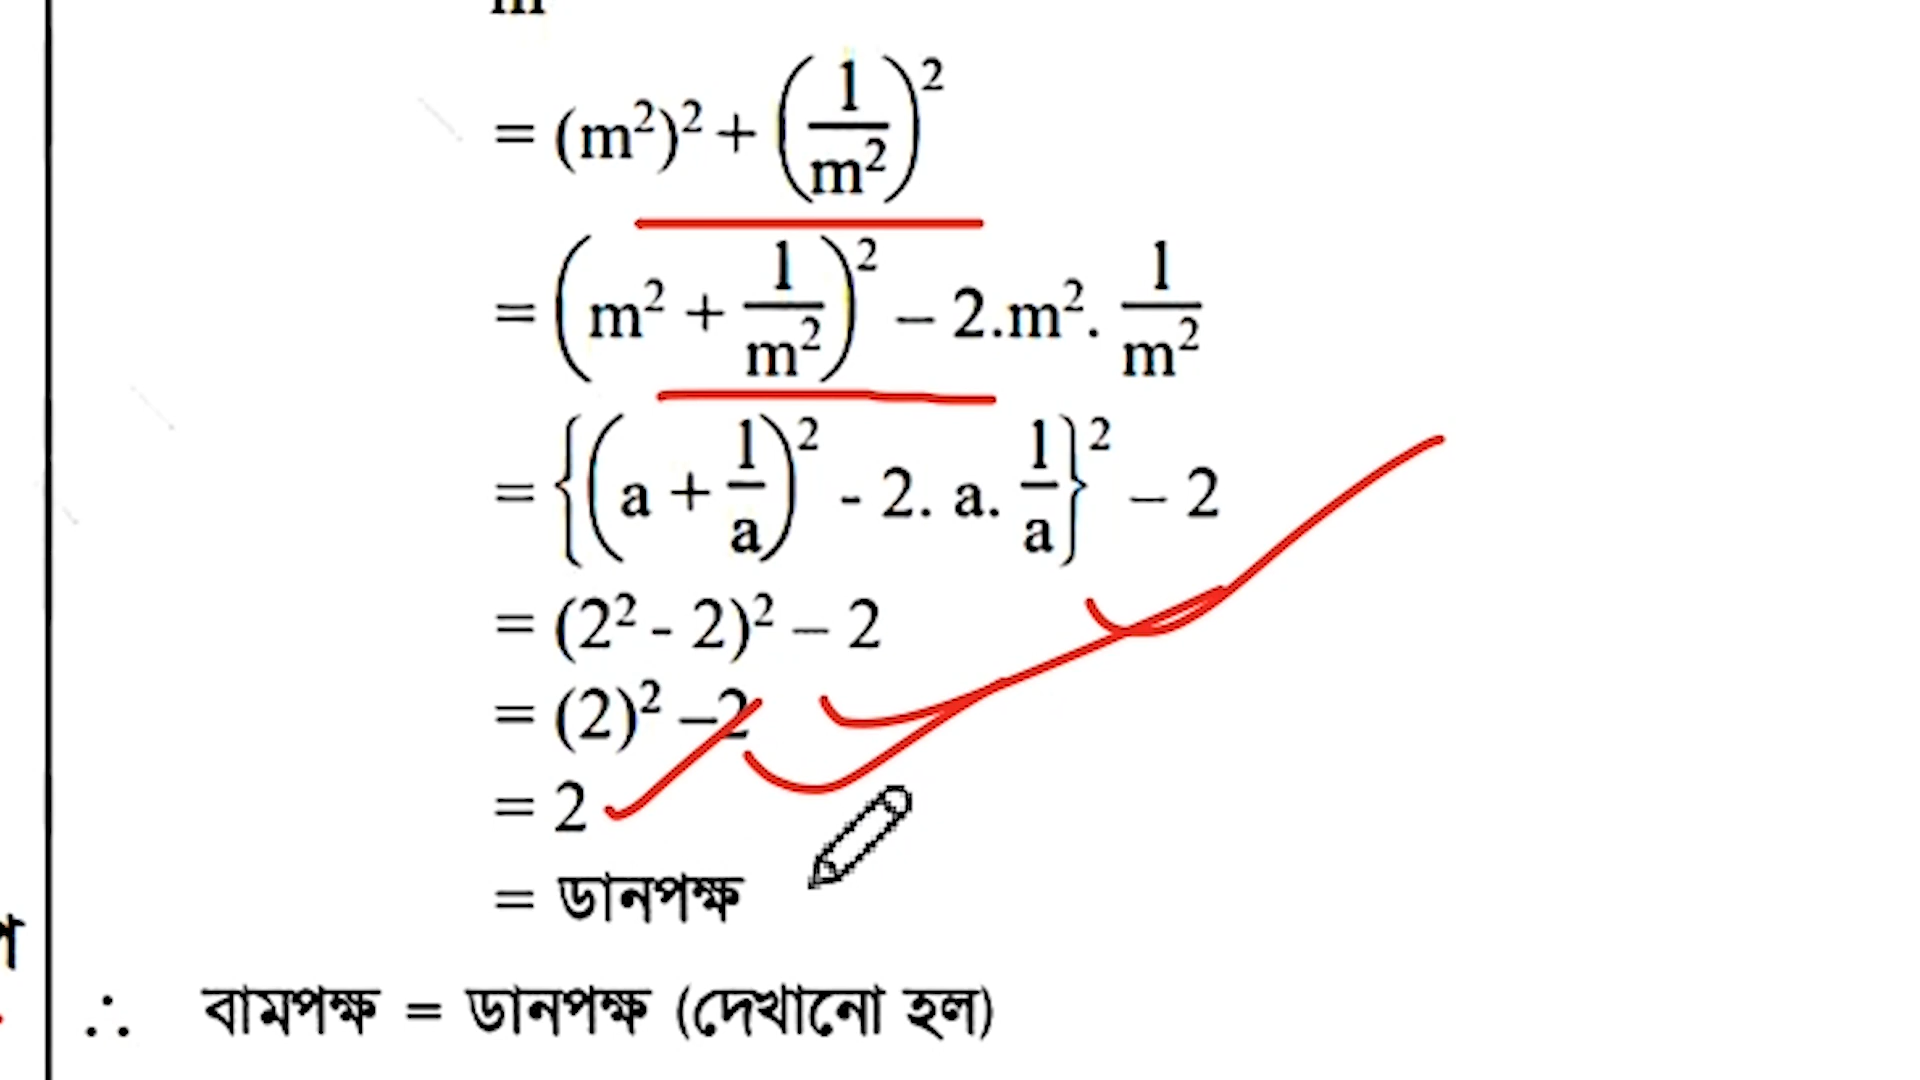 m
= (m²)² + (1/m²)²
= (m² + 1/m²)² – 2.m². 1/m²
= {(a + 1/a)² - 2. a. 1/a}² – 2
= (2² - 2)² – 2
= (2)² –2
= 2
= ডানপক্ষ
∴ বামপক্ষ = ডানপক্ষ (দেখানো হল)